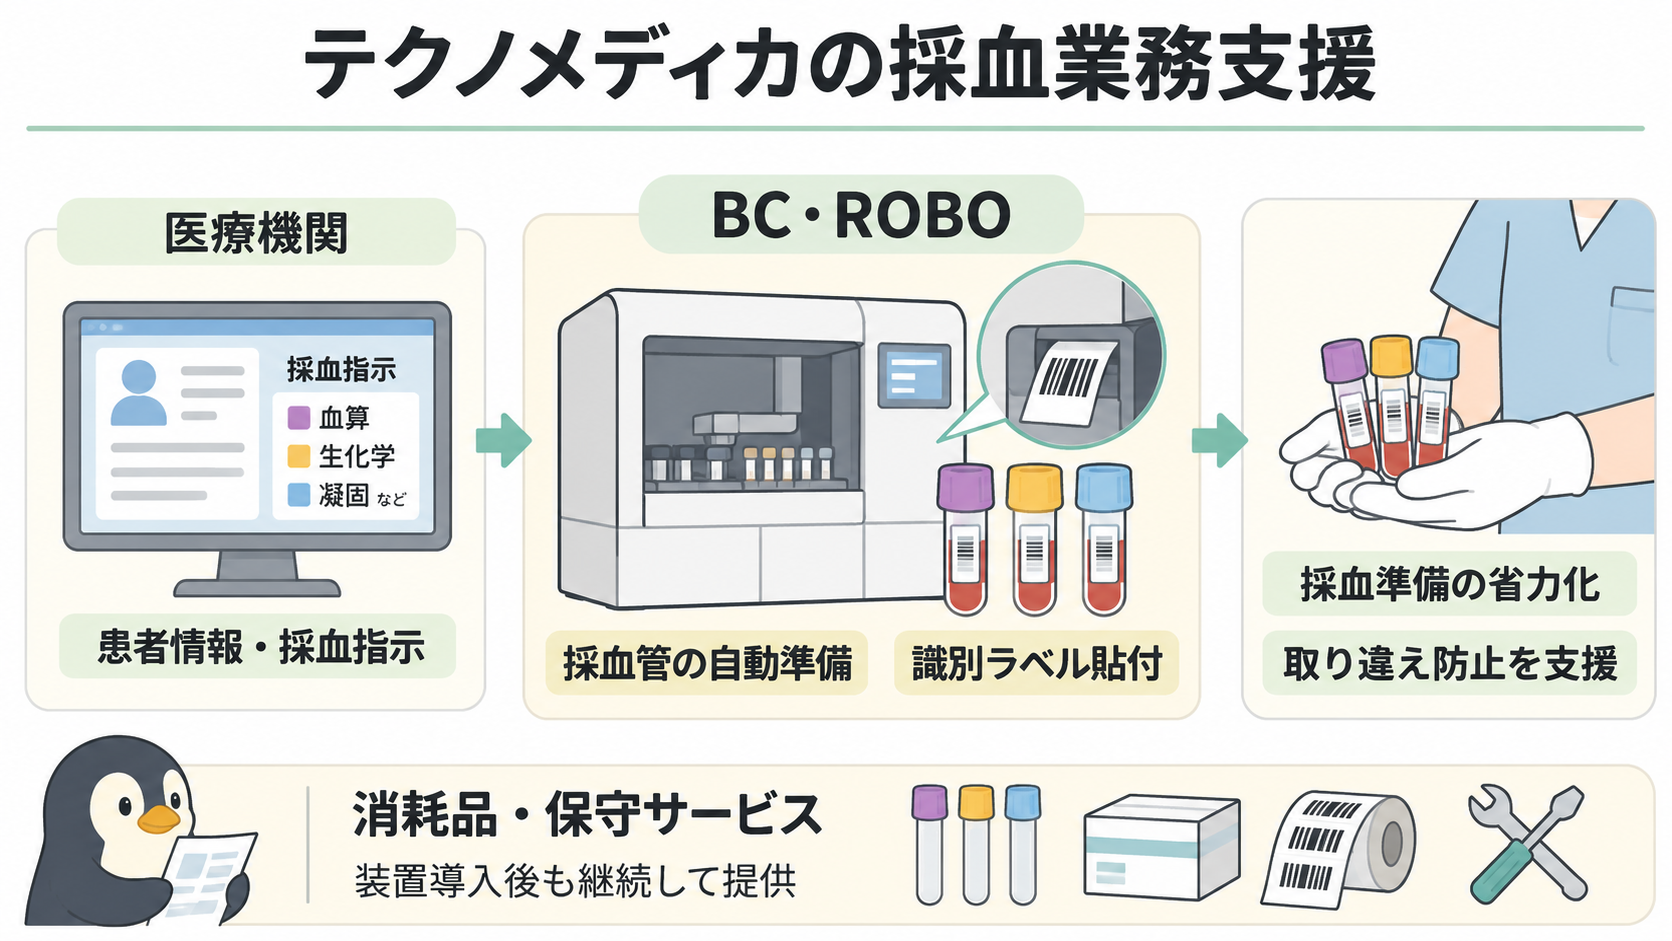 テクノメディカの採血業務支援
医療機関
採血指示
血算
生化学
凝固 など
患者情報・採血指示
BC・ROBO
採血管の自動準備
識別ラベル貼付
採血準備の省力化
取り違え防止を支援
消耗品・保守サービス
装置導入後も継続して提供